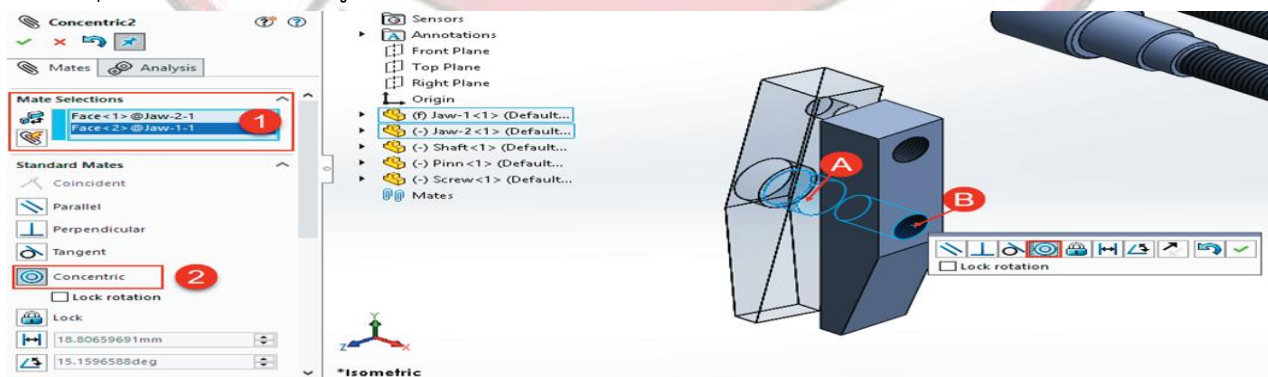 Concentric2
Mates
Analysis
Mate Selections
Face<1>@Jaw-2-1
Face<2>@Jaw-1-1
1
Standard Mates
Coincident
Parallel
Perpendicular
Tangent
Concentric
2
Lock rotation
Lock
18.80659691mm
15.1596588deg
Sensors
Annotations
Front Plane
Top Plane
Right Plane
Origin
(f) Jaw-1<1> (Default...
(-) Jaw-2<1> (Default...
(-) Shaft<1> (Default...
(-) Pinn<1> (Default...
(-) Screw<1> (Default...
Mates
A
B
Lock rotation
Y
Z
X
*Isometric